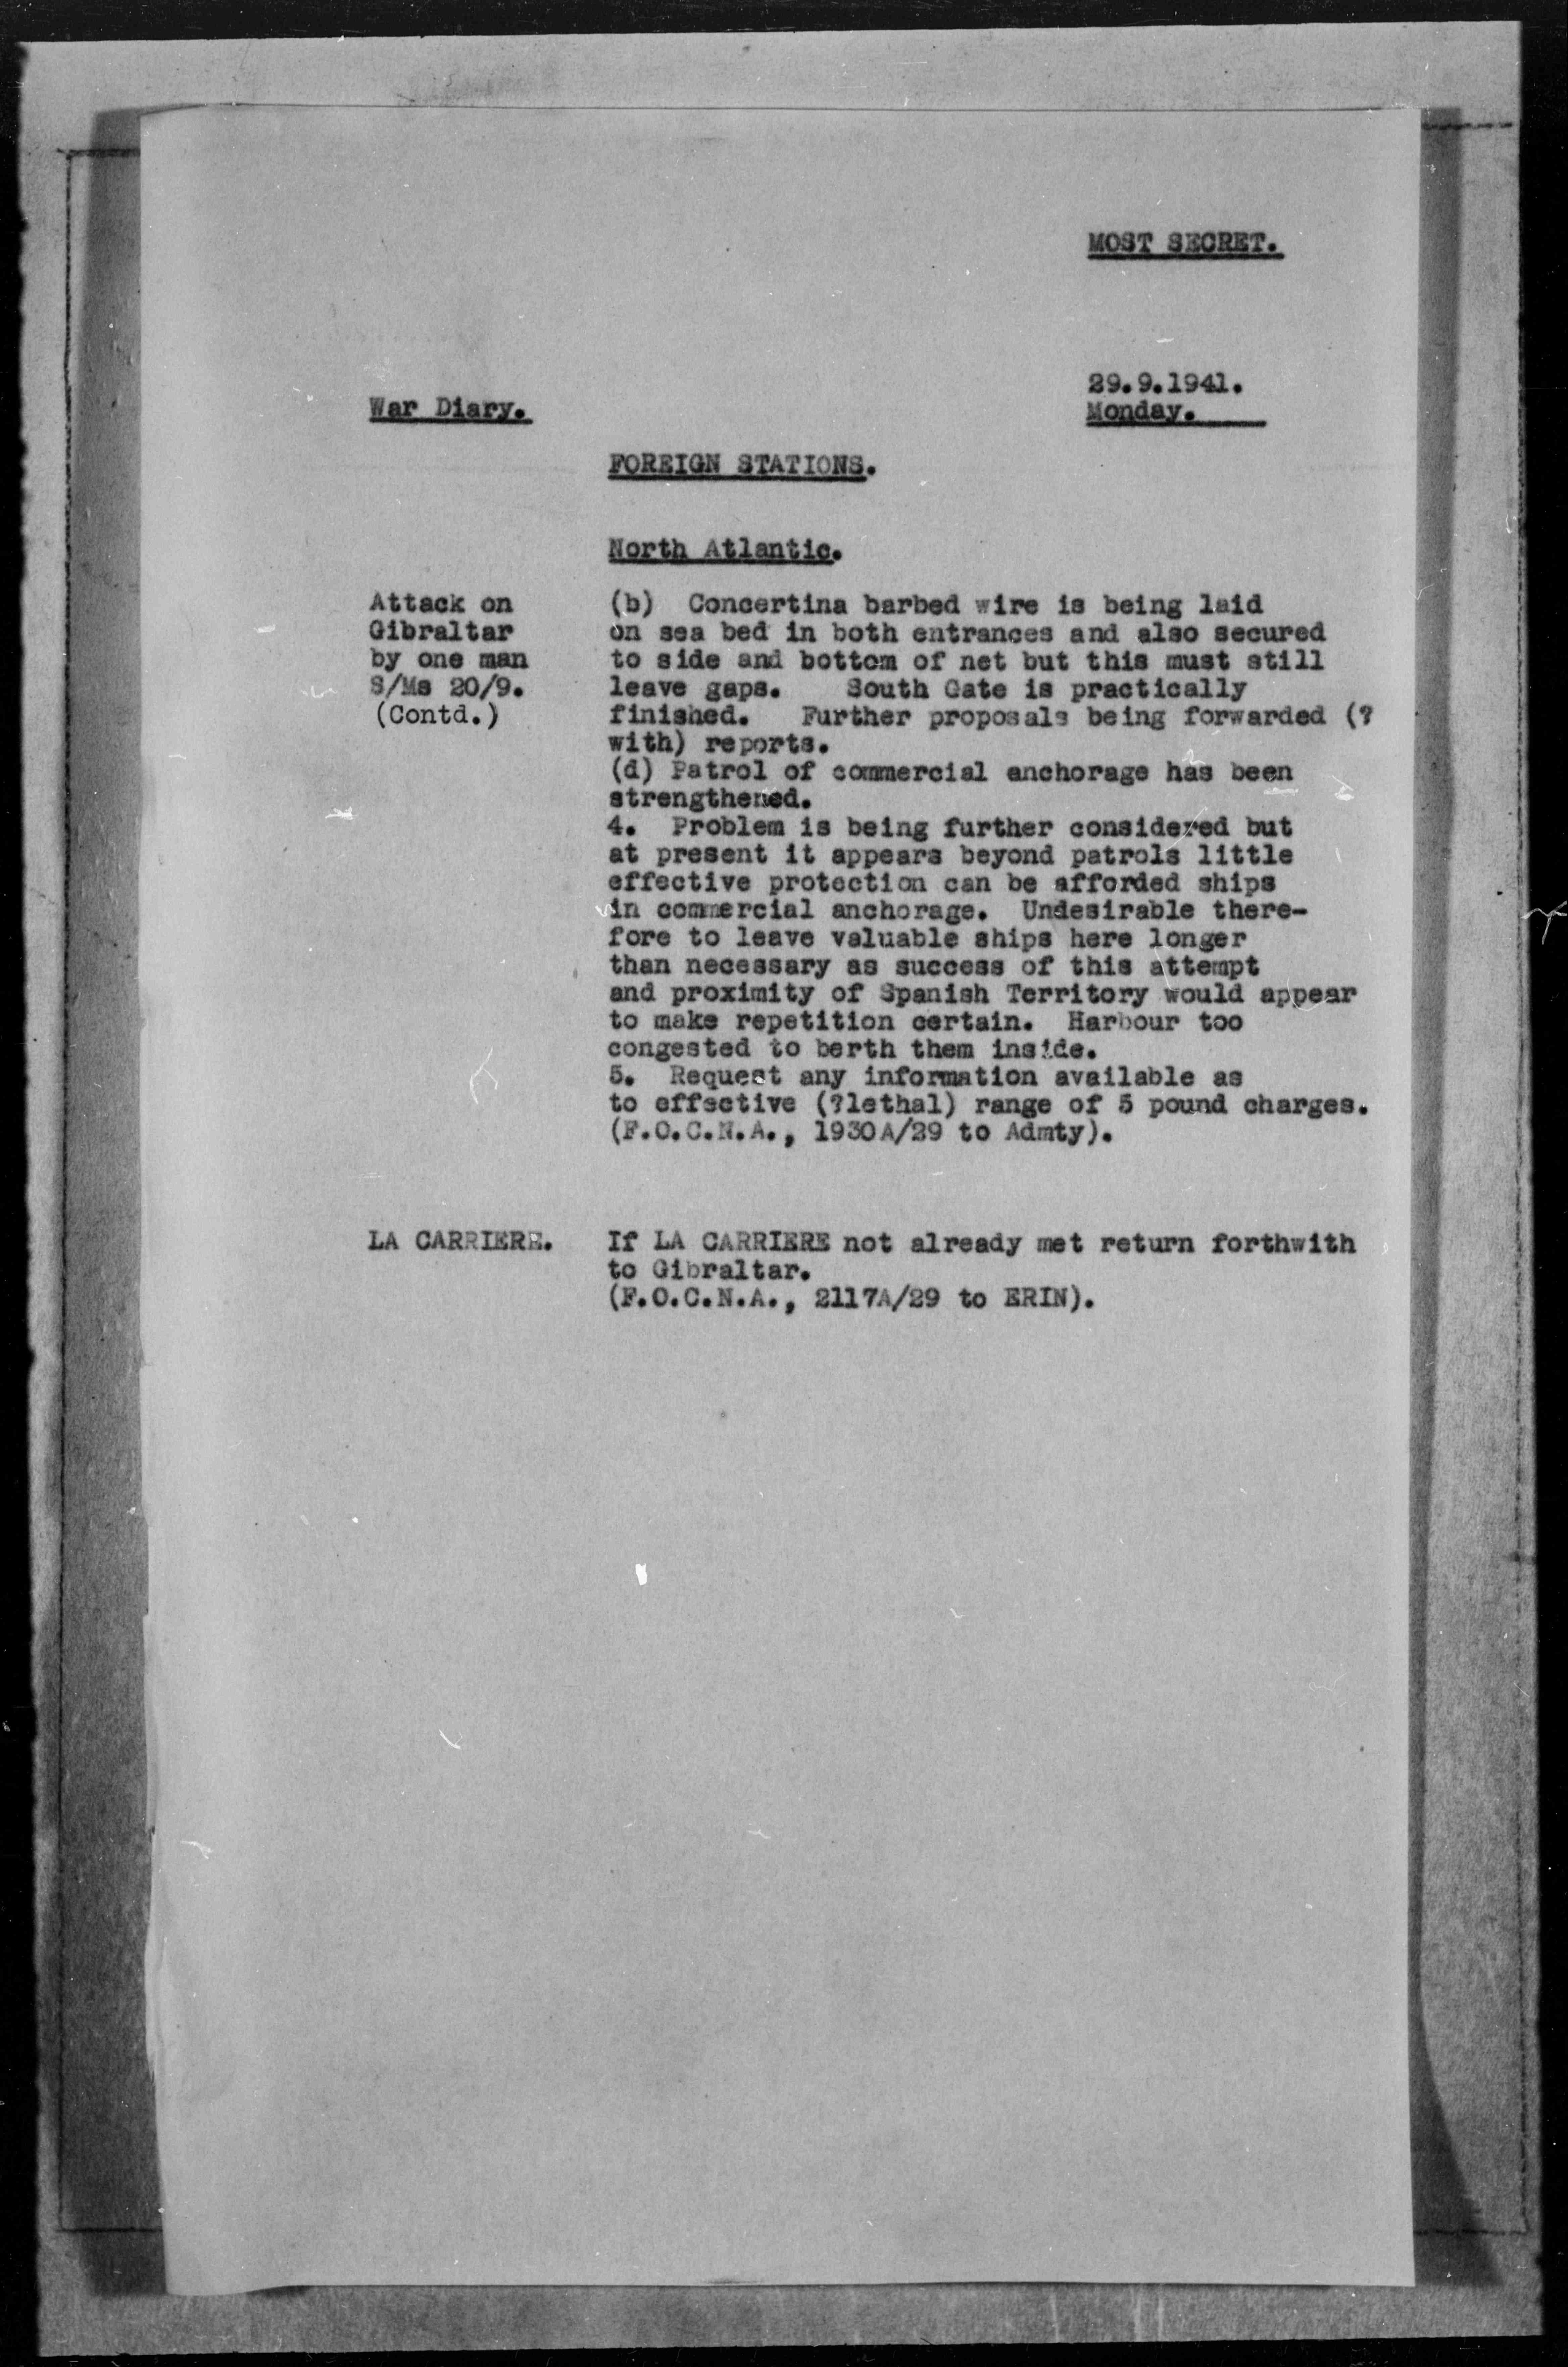 MOST SECRET.
29.9.1941.
War Diary.
Monday.
FOREIGN STATIONS.
North Atlantic.
Attack on
Gibraltar
by one man
S/Ms 20/9.
(Contd.)
(b) Concertina barbed wire is being laid
on sea bed in both entrances and also secured
to side and bottom of net but this must still
leave gaps. South Gate is practically
finished. Further proposals being forwarded (?
with) reports.
(d) Patrol of commercial anchorage has been
strengthened.
4. Problem is being further considered but
at present it appears beyond patrols little
effective protection can be afforded ships
in commercial anchorage. Undesirable there-
fore to leave valuable ships here longer
than necessary as success of this attempt
and proximity of Spanish Territory would appear
to make repetition certain. Harbour too
congested to berth them inside.
5. Request any information available as
to effective (?lethal) range of 5 pound charges.
(F.O.C.N.A., 1930A/29 to Admty).
LA CARRIERE.
If LA CARRIERE not already met return forthwith
to Gibraltar.
(F.O.C.N.A., 2117A/29 to ERIN).